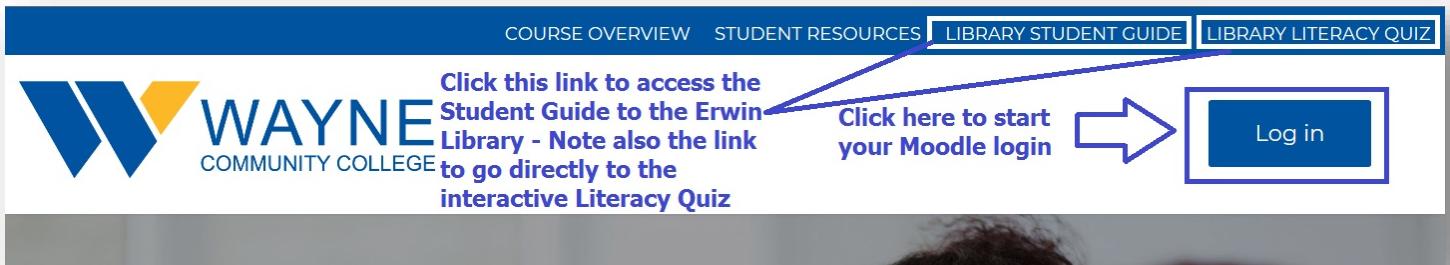 COURSE OVERVIEW STUDENT RESOURCES LIBRARY STUDENT GUIDE LIBRARY LITERACY QUIZ
WAYNE
COMMUNITY COLLEGE
Click this link to access the
Student Guide to the Erwin
Library - Note also the link
to go directly to the
interactive Literacy Quiz
Click here to start
your Moodle login
Log in